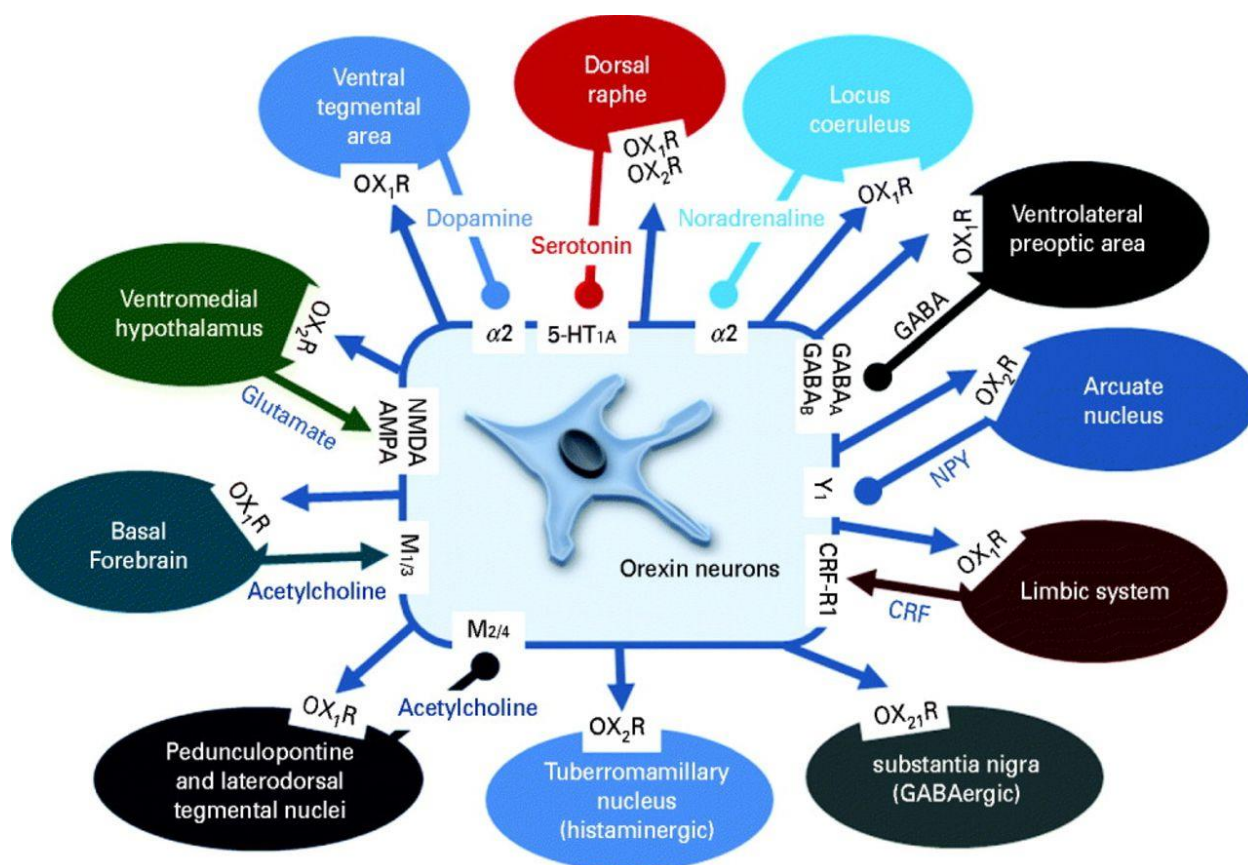 Ventral
tegmental
area
OX₁R
Dopamine
Dorsal
raphe
OX₁R
OX₂R
Serotonin
Locus
coeruleus
OX₁R
Noradrenaline
Ventrolateral
preoptic area
OX₁R
GABA
Ventromedial
hypothalamus
OX₂R
Glutamate
α2
5-HT1A
α2
GABAA
GABAB
NMDA
AMPA
Arcuate
nucleus
OX₂R
NPY
Y₁
Basal
Forebrain
OX₁R
Acetylcholine
M1/3
Orexin neurons
CRF-R1
Limbic system
OX₁R
CRF
M2/4
Acetylcholine
OX₁R
Pedunculopontine
and laterodorsal
tegmental nuclei
OX₂R
Tuberromamillary
nucleus
(histaminergic)
OX₂₁R
substantia nigra
(GABAergic)